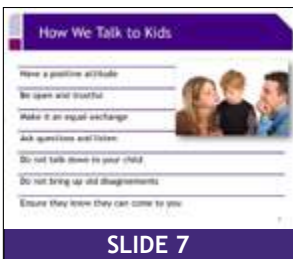 How We Talk to Kids
Have a positive attitude
Be open and trustful
Make it an equal exchange
Ask questions and listen
Do not talk down to your child
Do not bring up old disagreements
Ensure they know they can come to you
SLIDE 7